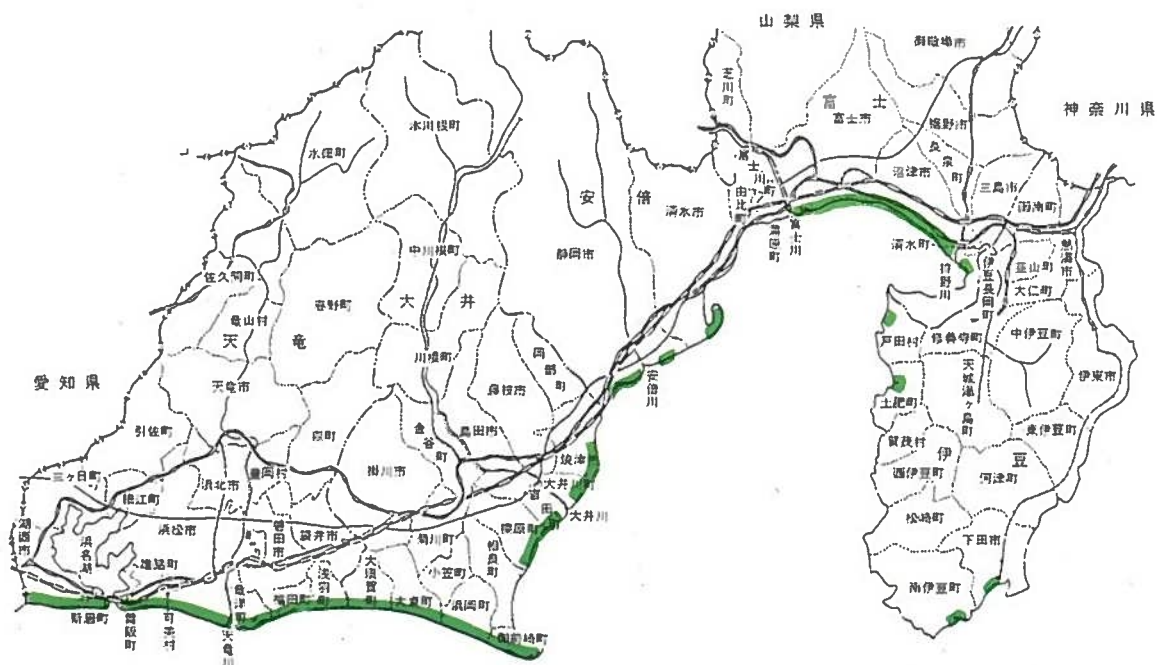 山梨県
神奈川県
愛知県
御殿場市
芝川町
富士
富士市
裾野市
長泉町
沼津市
三島市
函南町
富士川町
由比町
蒲原町
富士川
清水町
狩野川
伊豆長岡町
韮山町
大仁町
熱海市
本川根町
水窪町
安倍
清水市
静岡市
中川根町
佐久間町
春野町
大井
龍山村
天竜
川根町
岡部町
藤枝市
安倍川
天竜市
引佐町
森町
金谷町
島田市
掛川市
焼津
大井川町
大井川
吉田町
榛原町
三ヶ日町
細江町
浜北市
豊岡村
湖西市
浜名湖
浜松市
雄踏町
磐田市
袋井市
菊川町
相良町
小笠町
大須賀町
浅羽町
福田町
竜洋町
大東町
浜岡町
御前崎町
新居町
舞阪町
可美村
天竜川
戸田村
修善寺町
中伊豆町
天城湯ヶ島町
伊東市
土肥町
賀茂村
伊豆
東伊豆町
西伊豆町
河津町
松崎町
下田市
南伊豆町